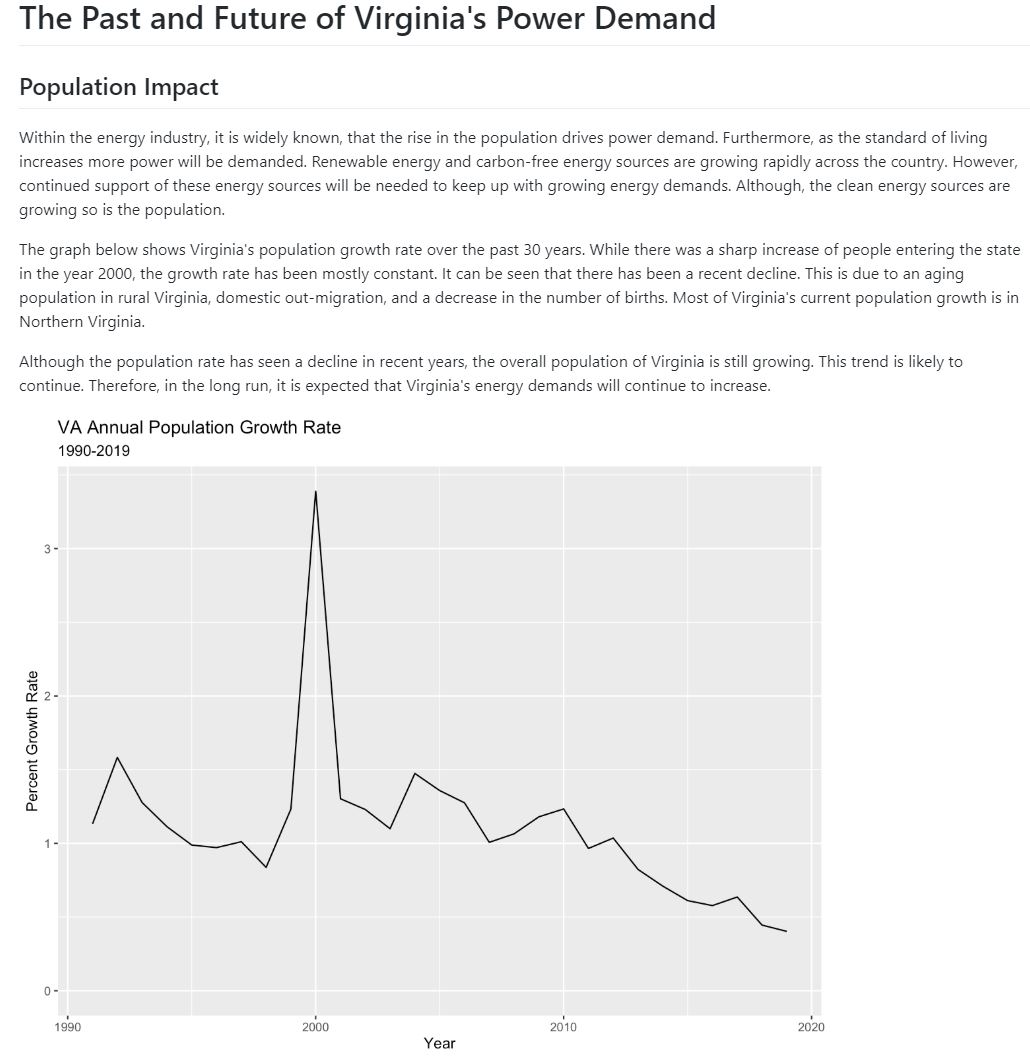 The Past and Future of Virginia's Power Demand
Population Impact
Within the energy industry, it is widely known, that the rise in the population drives power demand. Furthermore, as the standard of living
increases more power will be demanded. Renewable energy and carbon-free energy sources are growing rapidly across the country. However,
continued support of these energy sources will be needed to keep up with growing energy demands. Although, the clean energy sources are
growing so is the population.
The graph below shows Virginia's population growth rate over the past 30 years. While there was a sharp increase of people entering the state
in the year 2000, the growth rate has been mostly constant. It can be seen that there has been a recent decline. This is due to an aging
population in rural Virginia, domestic out-migration, and a decrease in the number of births. Most of Virginia's current population growth is in
Northern Virginia.
Although the population rate has seen a decline in recent years, the overall population of Virginia is still growing. This trend is likely to
continue. Therefore, in the long run, it is expected that Virginia's energy demands will continue to increase.
VA Annual Population Growth Rate
1990-2019
Percent Growth Rate
3
2
1
0
1990 2000 2010 2020
Year